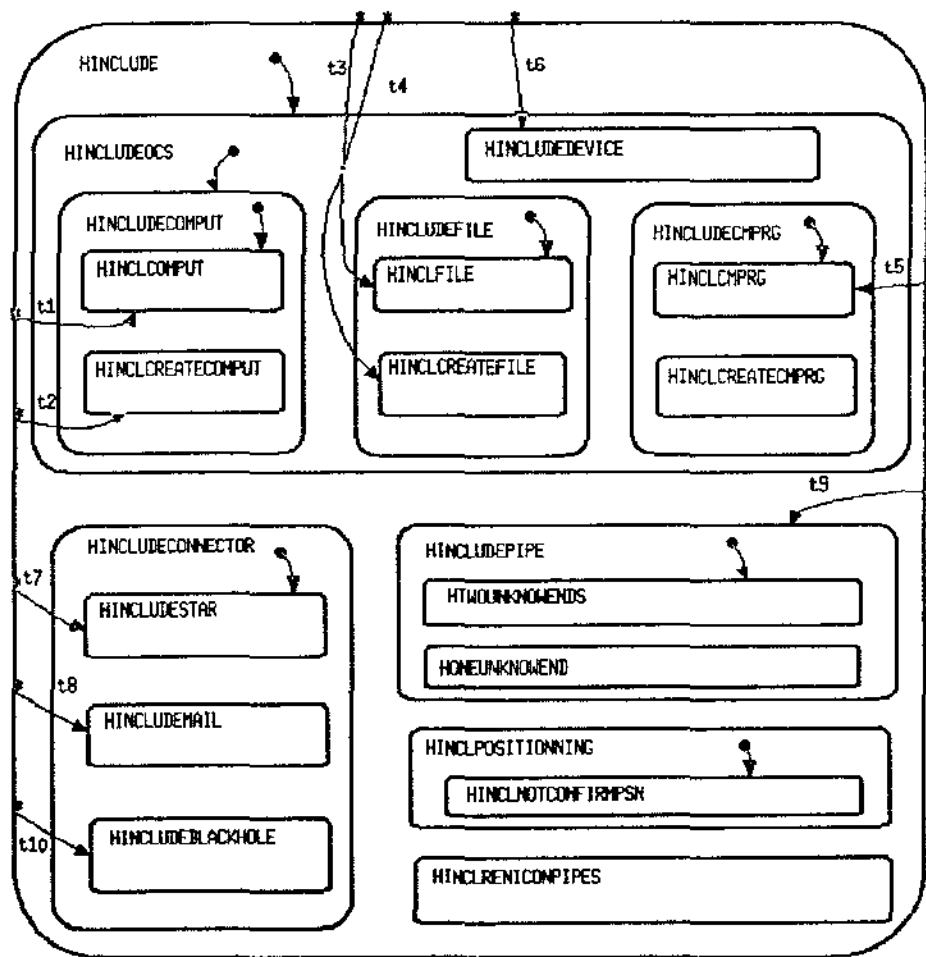 HINCLUDE
t3
t4
t6
HINCLUDEOCS
HINCLUDEDEVICE
HINCLUDECOMPUT
HINCLUDEFILE
HINCLUDECMPRG
HINCLCOMPUT
HINCLFILE
HINCLCMPRG
t5
t1
HINCLCREATECOMPUT
HINCLCREATEFILE
HINCLCREATECMPRG
t2
t9
HINCLUDECONNECTOR
HINCLUDEPIPE
t7
HINCLUDESTAR
HTWOUNKNOWENDS
HONEUNKNOWEND
t8
HINCLUDEMAIL
HINCLPOSITIONNING
HINCLNOTCONFIRMPSN
t10
HINCLUDEBLACKHOLE
HINCLRENICONPIPES